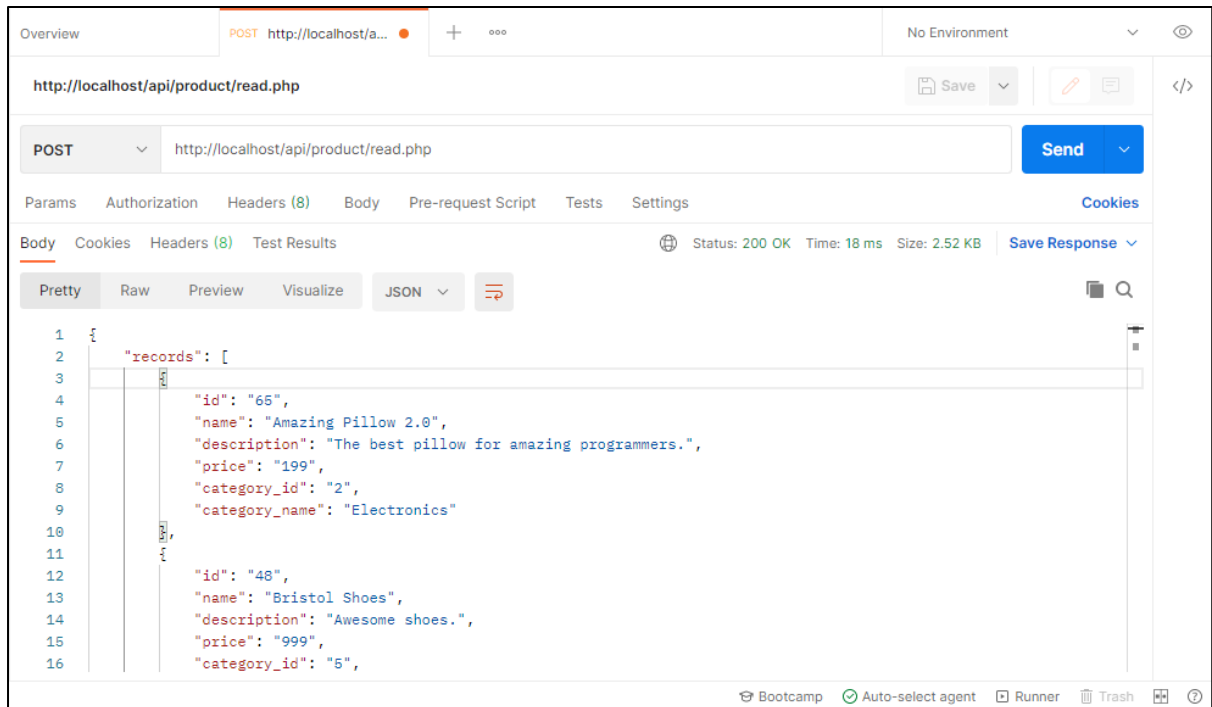 Overview POST http://localhost/a... No Environment
http://localhost/api/product/read.php Save </>
POST http://localhost/api/product/read.php Send
Params Authorization Headers (8) Body Pre-request Script Tests Settings Cookies
Body Cookies Headers (8) Test Results Status: 200 OK Time: 18 ms Size: 2.52 KB Save Response
Pretty Raw Preview Visualize JSON
1 {
2 "records": [
3 {
4 "id": "65",
5 "name": "Amazing Pillow 2.0",
6 "description": "The best pillow for amazing programmers.",
7 "price": "199",
8 "category_id": "2",
9 "category_name": "Electronics"
10 },
11 {
12 "id": "48",
13 "name": "Bristol Shoes",
14 "description": "Awesome shoes.",
15 "price": "999",
16 "category_id": "5",
Bootcamp Auto-select agent Runner Trash